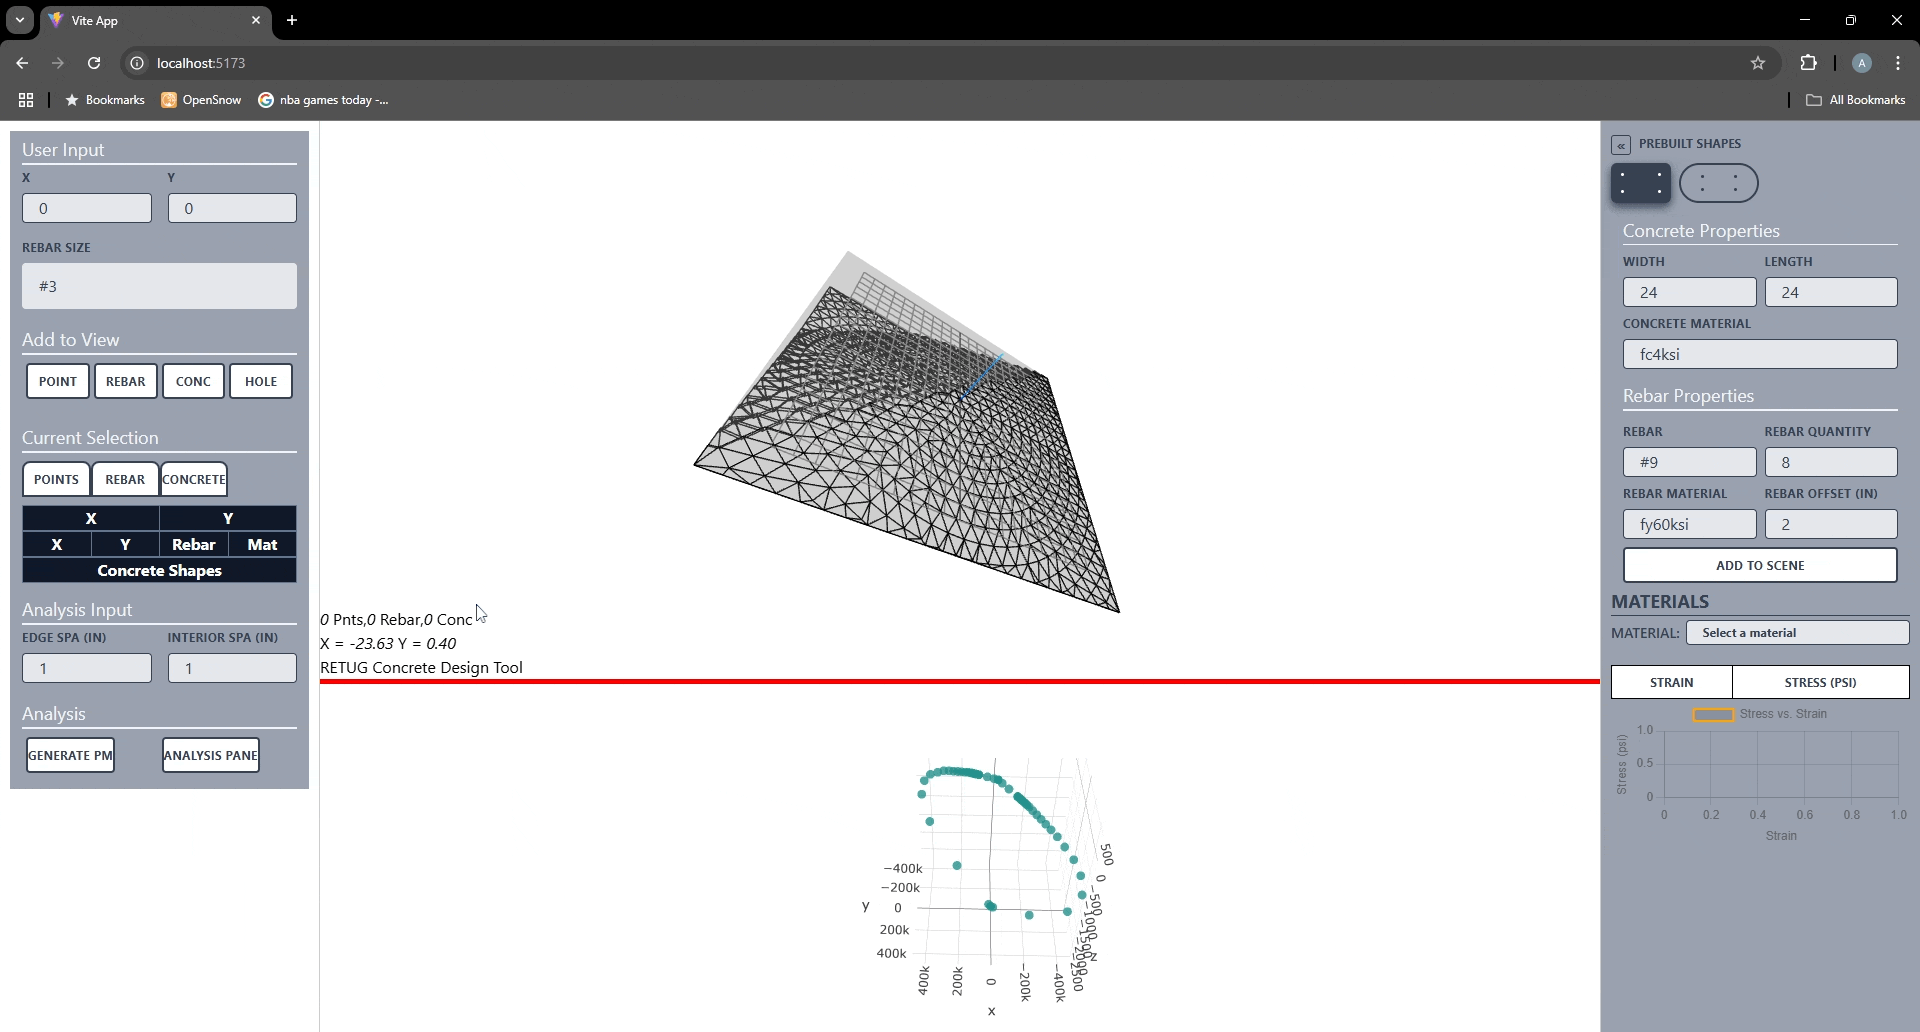 Vite App
localhost:5173
A
Bookmarks
OpenSnow
nba games today -...
All Bookmarks
User Input
X Y
0 0
REBAR SIZE
#3
Add to View
POINT REBAR CONC HOLE
Current Selection
POINTS REBAR CONCRETE
X Y
X Y Rebar Mat
Concrete Shapes
Analysis Input
EDGE SPA (IN) INTERIOR SPA (IN)
1 1
Analysis
GENERATE PM ANALYSIS PANE
0 Pnts,0 Rebar,0 Conc
X = -23.63 Y = 0.40
RETUG Concrete Design Tool
−400k
−200k
y 0
200k
400k
400k 200k 0 −200k −400k
x
500 0 −500 −1000 −1500 −2000 −2500
z
« PREBUILT SHAPES
Concrete Properties
WIDTH LENGTH
24 24
CONCRETE MATERIAL
fc4ksi
Rebar Properties
REBAR REBAR QUANTITY
#9 8
REBAR MATERIAL REBAR OFFSET (IN)
fy60ksi 2
ADD TO SCENE
MATERIALS
MATERIAL: Select a material
STRAIN STRESS (PSI)
Stress vs. Strain
Stress (psi)
1.0
0.5
0
0 0.2 0.4 0.6 0.8 1.0
Strain